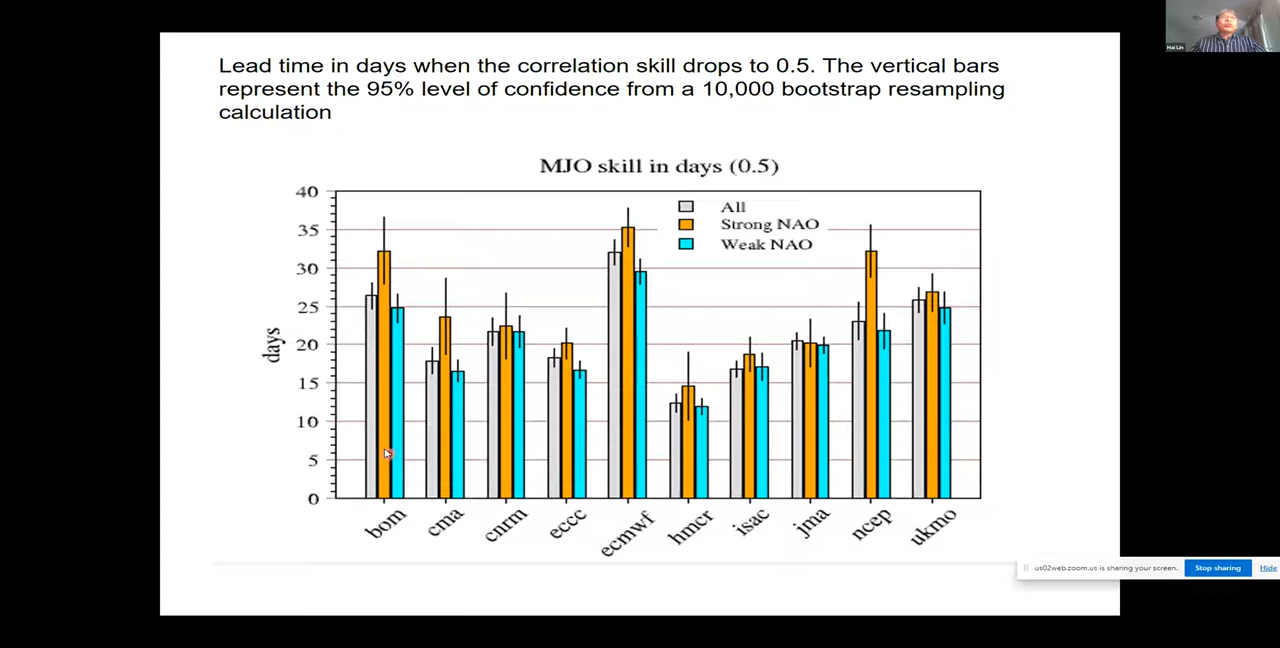 Hai Lin
Lead time in days when the correlation skill drops to 0.5. The vertical bars
represent the 95% level of confidence from a 10,000 bootstrap resampling
calculation
MJO skill in days (0.5)
40
35
30
25
20
15
10
5
0
days
All
Strong NAO
Weak NAO
bom
cma
cnrm
eccc
ecmwf
hmcr
isac
jma
ncep
ukmo
us02web.zoom.us is sharing your screen.
Stop sharing
Hide